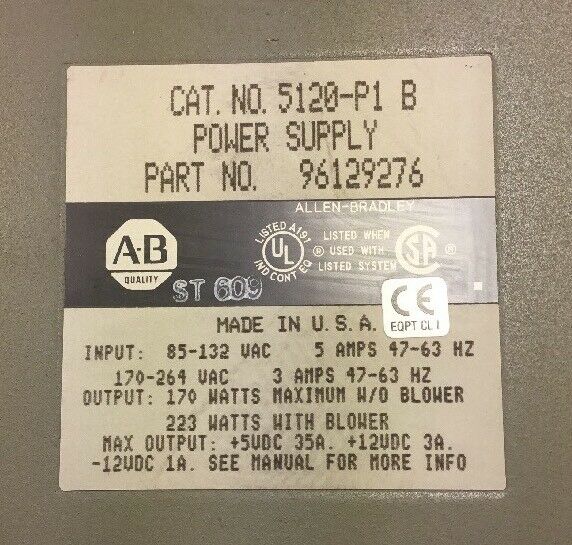 CAT. NO. 5120-P1 B
POWER SUPPLY
PART NO. 96129276
ALLEN-BRADLEY
A-B
QUALITY
ST 609
LISTED A191
UL
IND CONT EQ
®
LISTED WHEN
USED WITH
LISTED SYSTEM
SA
®
CE
EQPT CL I
MADE IN U.S.A.
INPUT: 85-132 VAC 5 AMPS 47-63 HZ
170-264 VAC 3 AMPS 47-63 HZ
OUTPUT: 170 WATTS MAXIMUM W/O BLOWER
223 WATTS WITH BLOWER
MAX OUTPUT: +5VDC 35A. +12VDC 3A.
-12VDC 1A. SEE MANUAL FOR MORE INFO